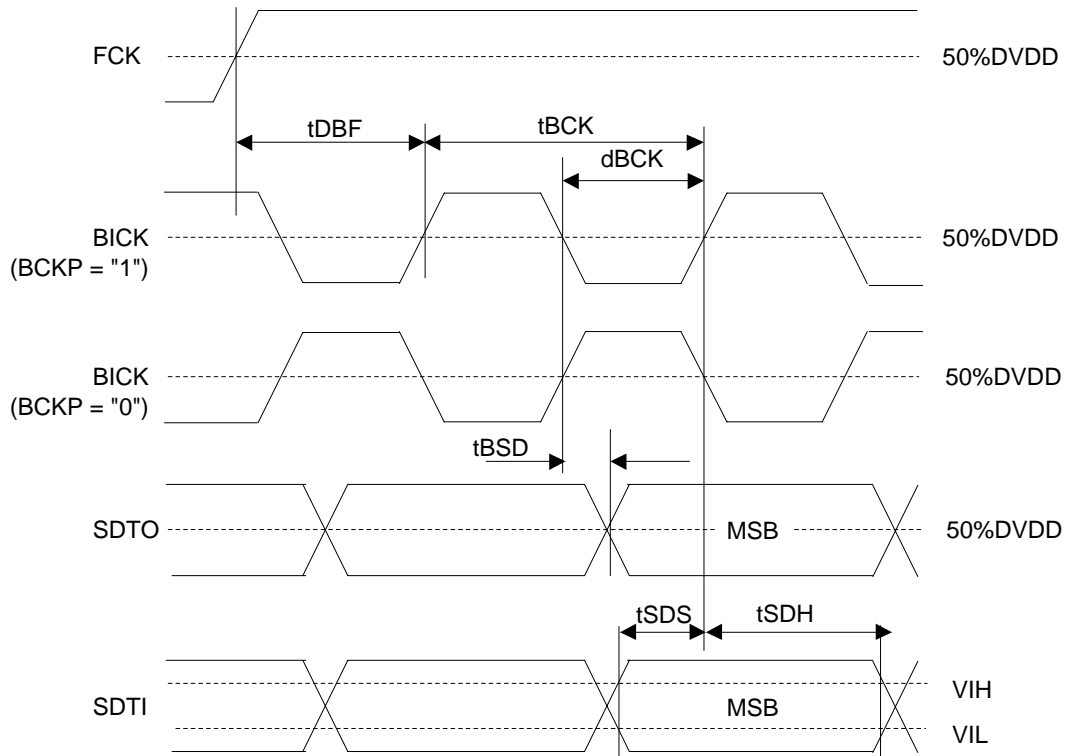 FCK
50%DVDD
tDBF
tBCK
dBCK
BICK
(BCKP = "1")
50%DVDD
BICK
(BCKP = "0")
50%DVDD
tBSD
SDTO
MSB
50%DVDD
tSDS
tSDH
SDTI
MSB
VIH
VIL